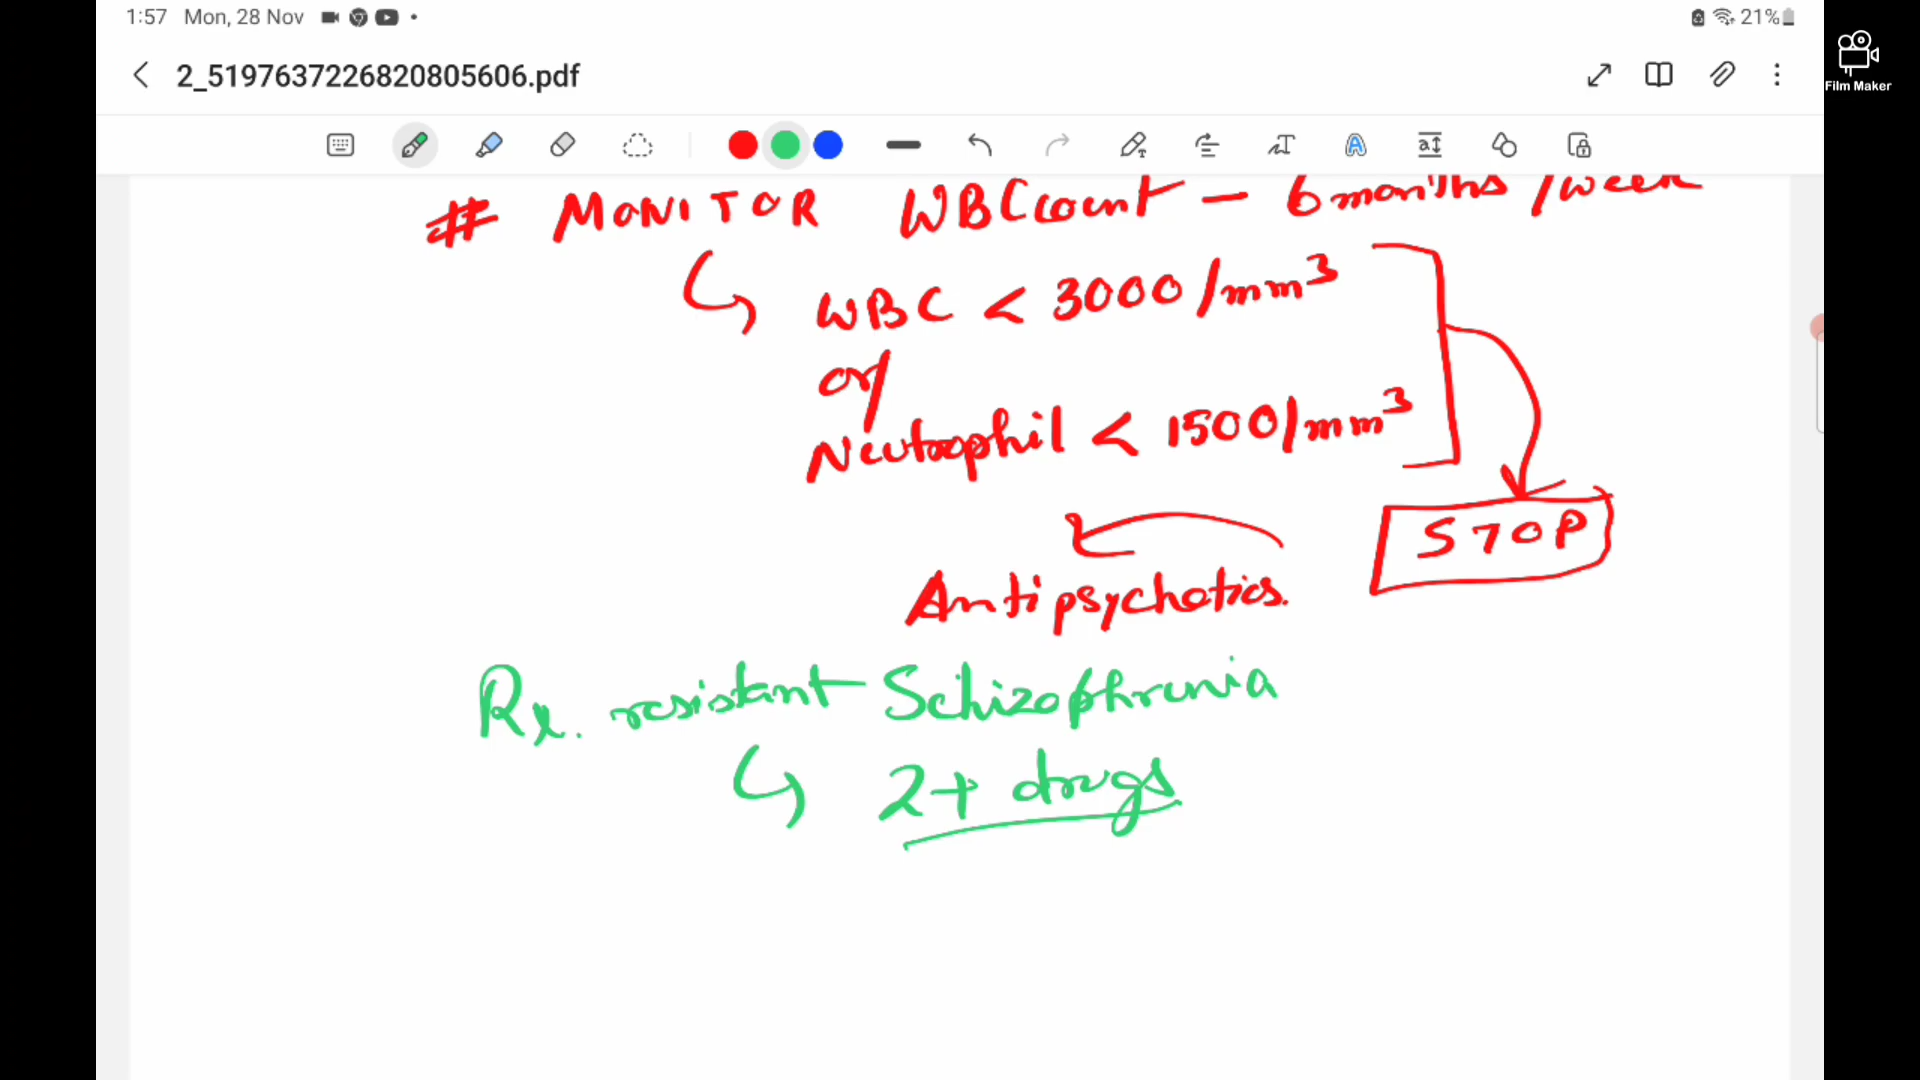 1:57 Mon, 28 Nov
21%
2_5197637226820805606.pdf
Film Maker
# MONITOR WBC count - 6 months / week
WBC < 3000/mm³
or
Neutrophil < 1500/mm³
STOP
Antipsychotics.
Rx. resistant Schizophrenia
2+ drugs